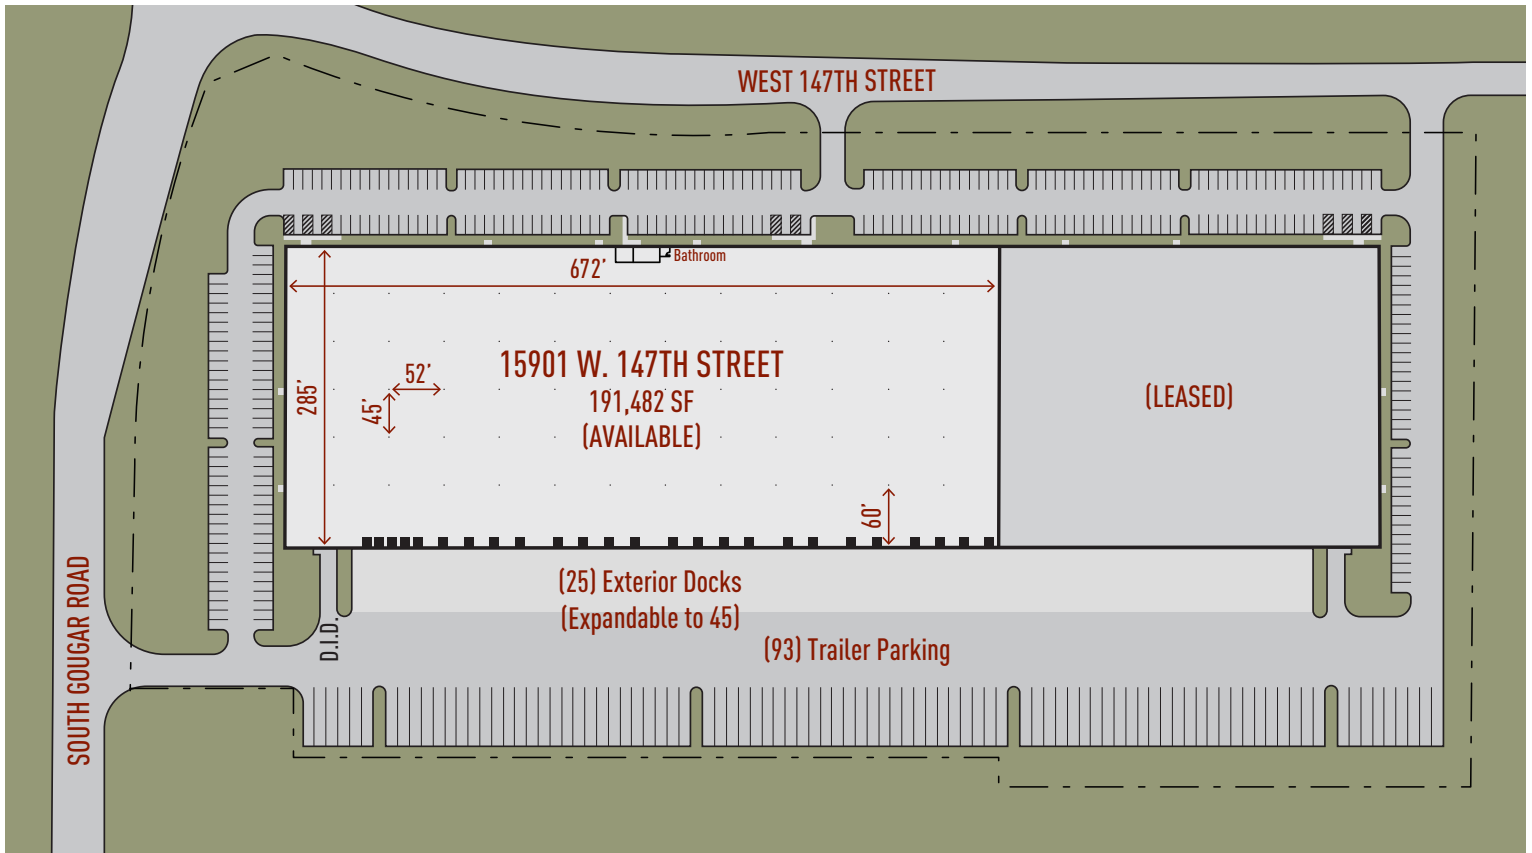 WEST 147TH STREET
Bathroom
672’
15901 W. 147TH STREET
191,482 SF
(AVAILABLE)
285’
52’
45’
60’
(LEASED)
(25) Exterior Docks
(Expandable to 45)
D.I.D.
(93) Trailer Parking
SOUTH GOUGAR ROAD